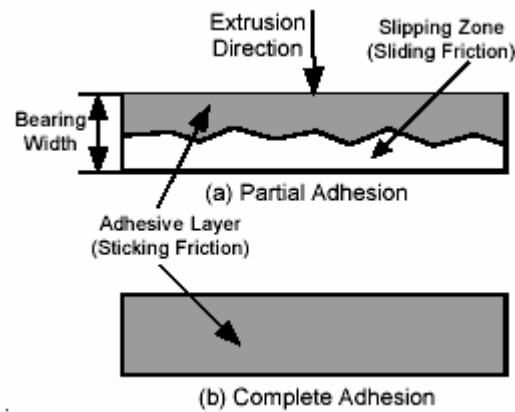 Extrusion
Direction
Slipping Zone
(Sliding Friction)
Bearing
Width
(a) Partial Adhesion
Adhesive Layer
(Sticking Friction)
(b) Complete Adhesion
.